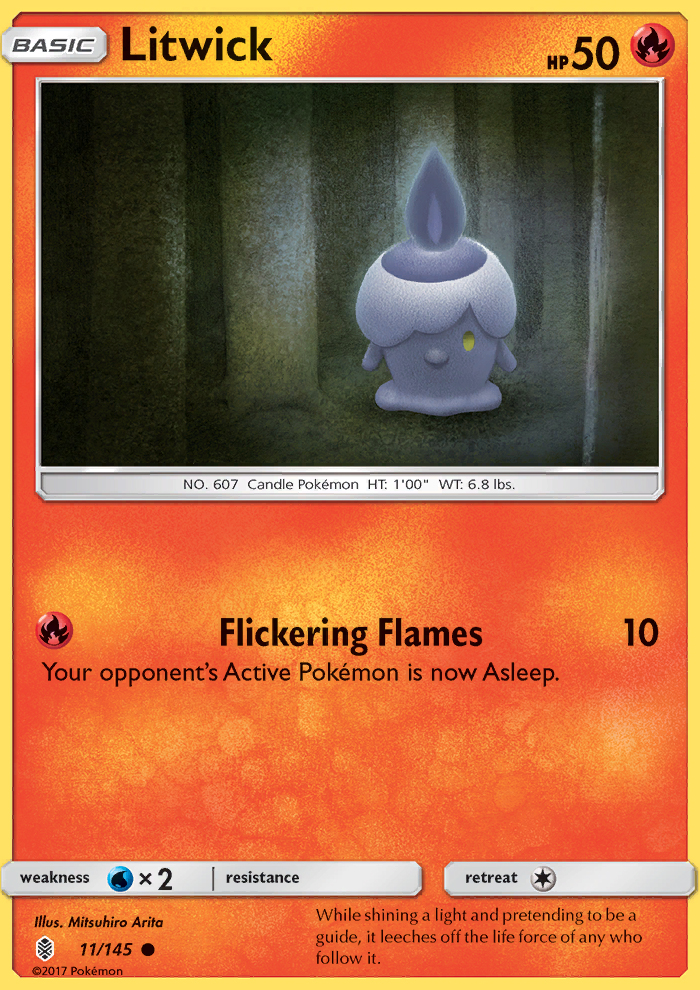 BASIC Litwick HP 50
NO. 607 Candle Pokémon HT: 1'00" WT: 6.8 lbs.
Flickering Flames 10
Your opponent's Active Pokémon is now Asleep.
weakness ×2 resistance retreat
Illus. Mitsuhiro Arita
11/145
©2017 Pokémon
While shining a light and pretending to be a
guide, it leeches off the life force of any who
follow it.